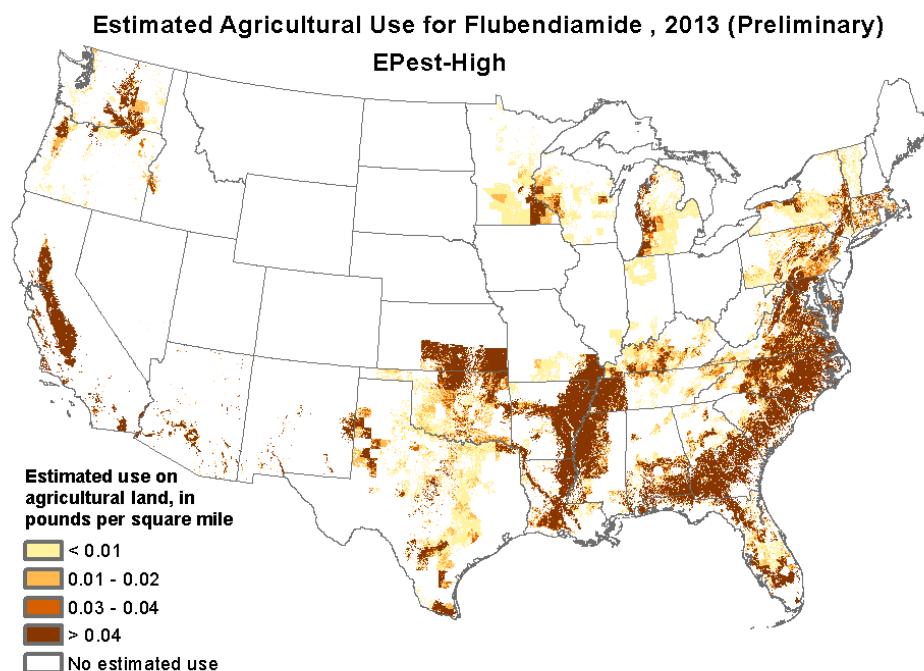 Estimated Agricultural Use for Flubendiamide , 2013 (Preliminary)
EPest-High
Estimated use on
agricultural land, in
pounds per square mile
< 0.01
0.01 - 0.02
0.03 - 0.04
> 0.04
No estimated use